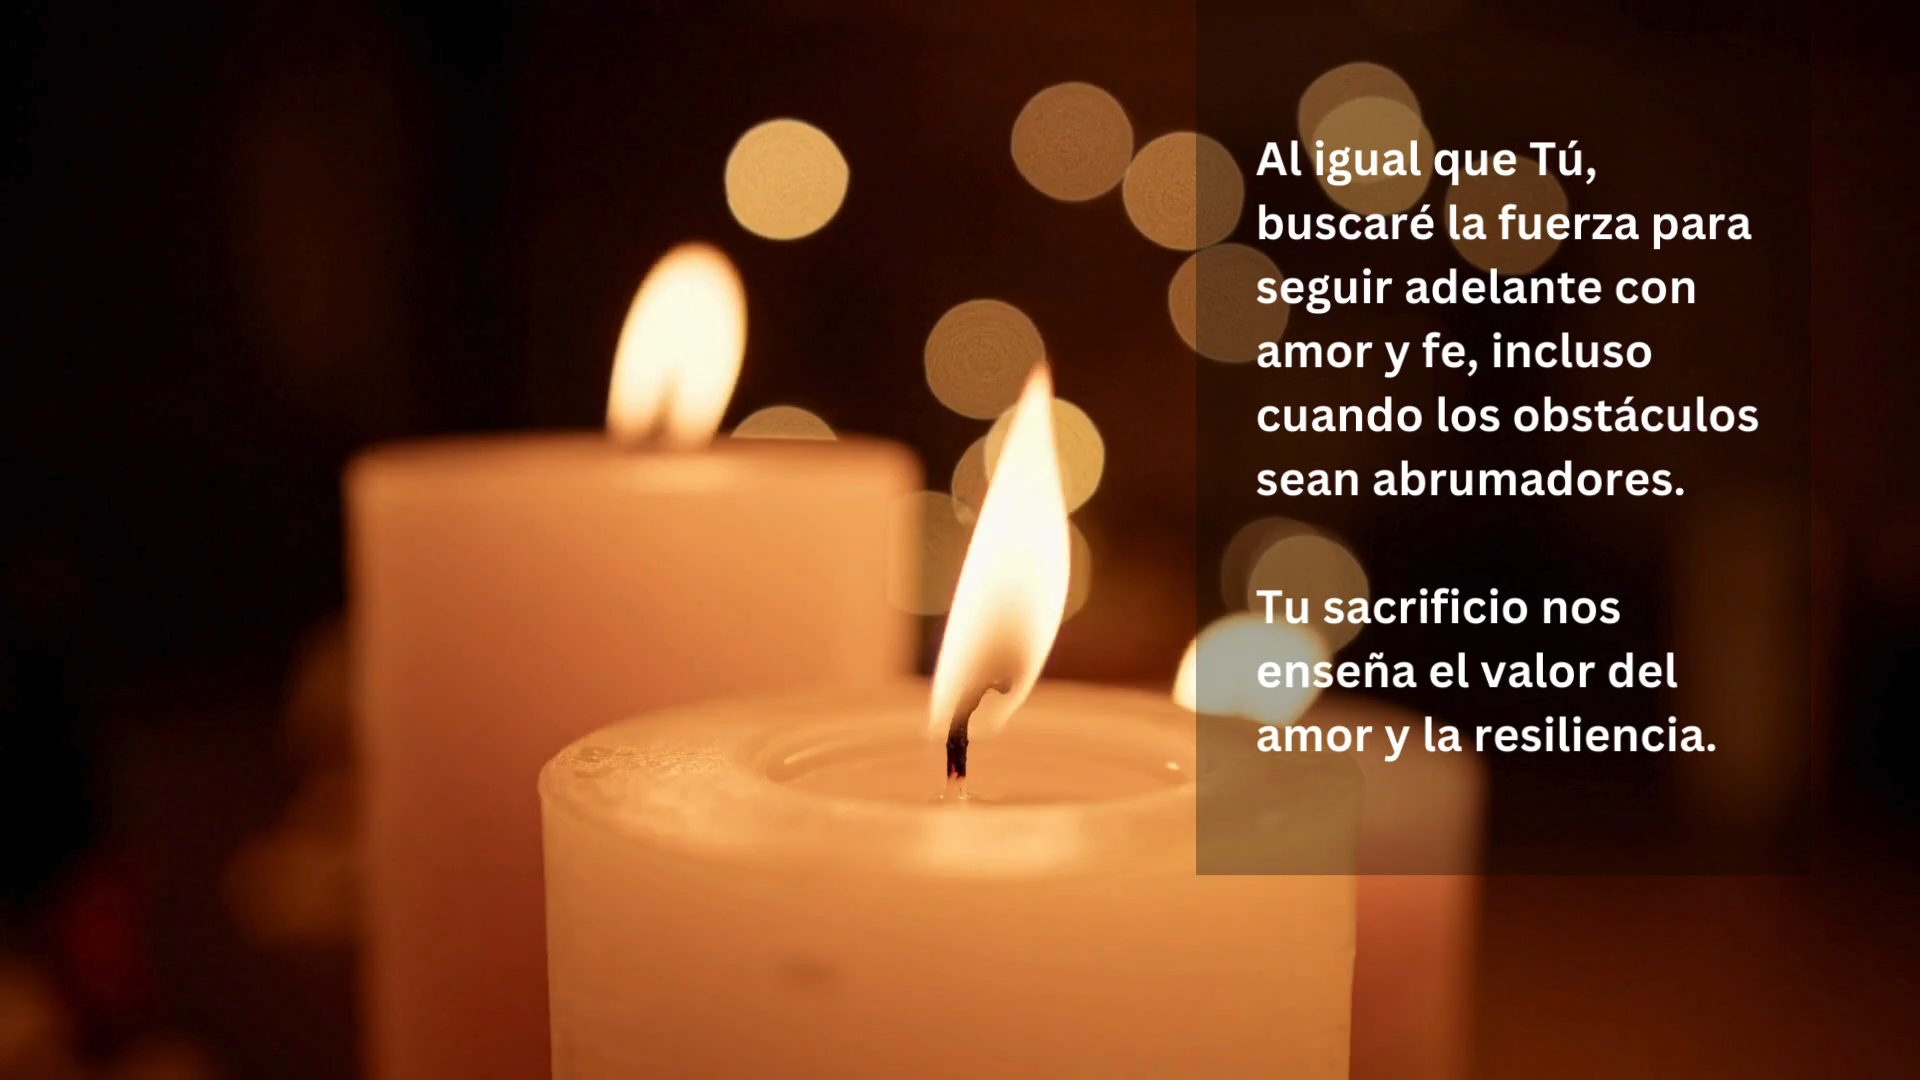 Al igual que Tú,
buscaré la fuerza para
seguir adelante con
amor y fe, incluso
cuando los obstáculos
sean abrumadores.
Tu sacrificio nos
enseña el valor del
amor y la resiliencia.